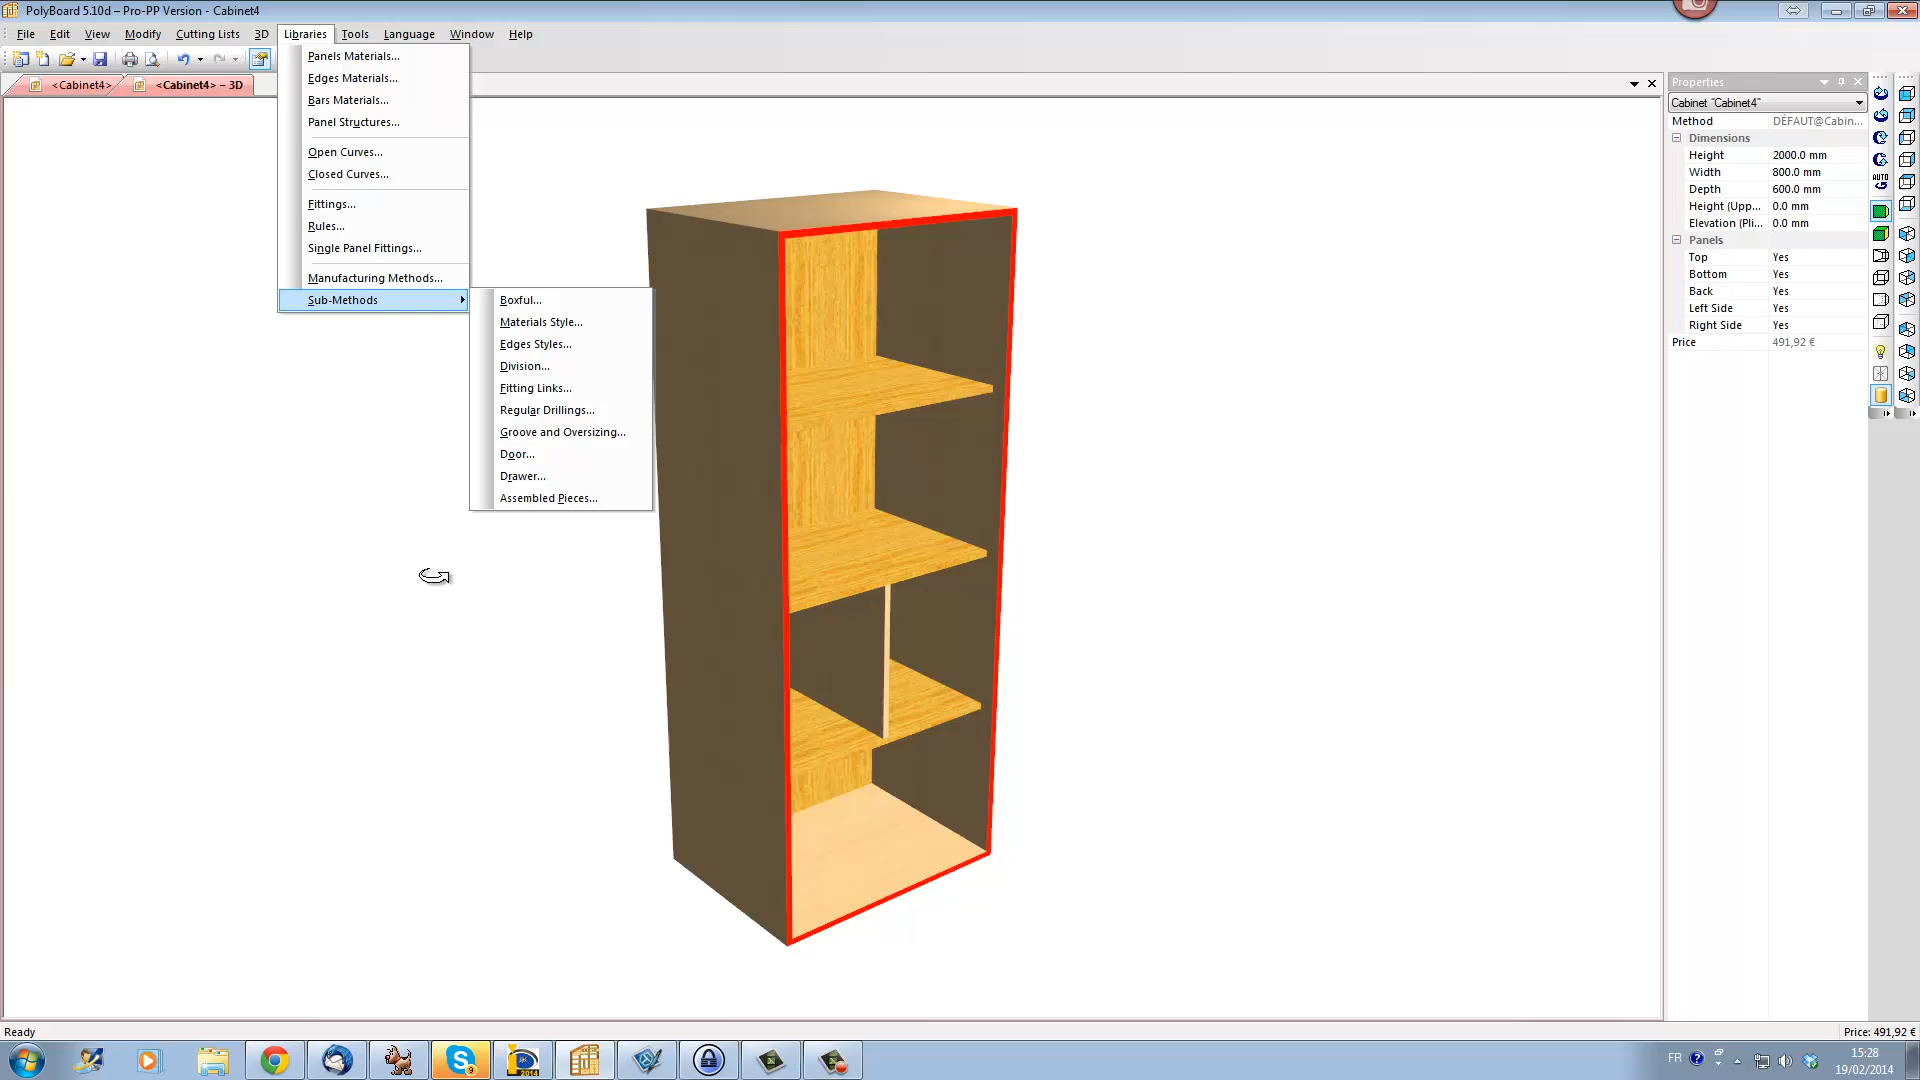 PolyBoard 5.10d – Pro-PP Version - Cabinet4
File Edit View Modify Cutting Lists 3D Libraries Tools Language Window Help
<Cabinet4> <Cabinet4> – 3D
Panels Materials...
Edges Materials...
Bars Materials...
Panel Structures...
Open Curves...
Closed Curves...
Fittings...
Rules...
Single Panel Fittings...
Manufacturing Methods...
Sub-Methods
Boxful...
Materials Style...
Edges Styles...
Division...
Fitting Links...
Regular Drillings...
Groove and Oversizing...
Door...
Drawer...
Assembled Pieces...
Properties
Cabinet "Cabinet4"
Method DÉFAUT@Cabin...
Dimensions
Height 2000.0 mm
Width 800.0 mm
Depth 600.0 mm
Height (Upp... 0.0 mm
Elevation (Pli... 0.0 mm
Panels
Top Yes
Bottom Yes
Back Yes
Left Side Yes
Right Side Yes
Price 491,92 €
AUTO
Ready
Price: 491,92 €
9
2014
FR
15:28
19/02/2014